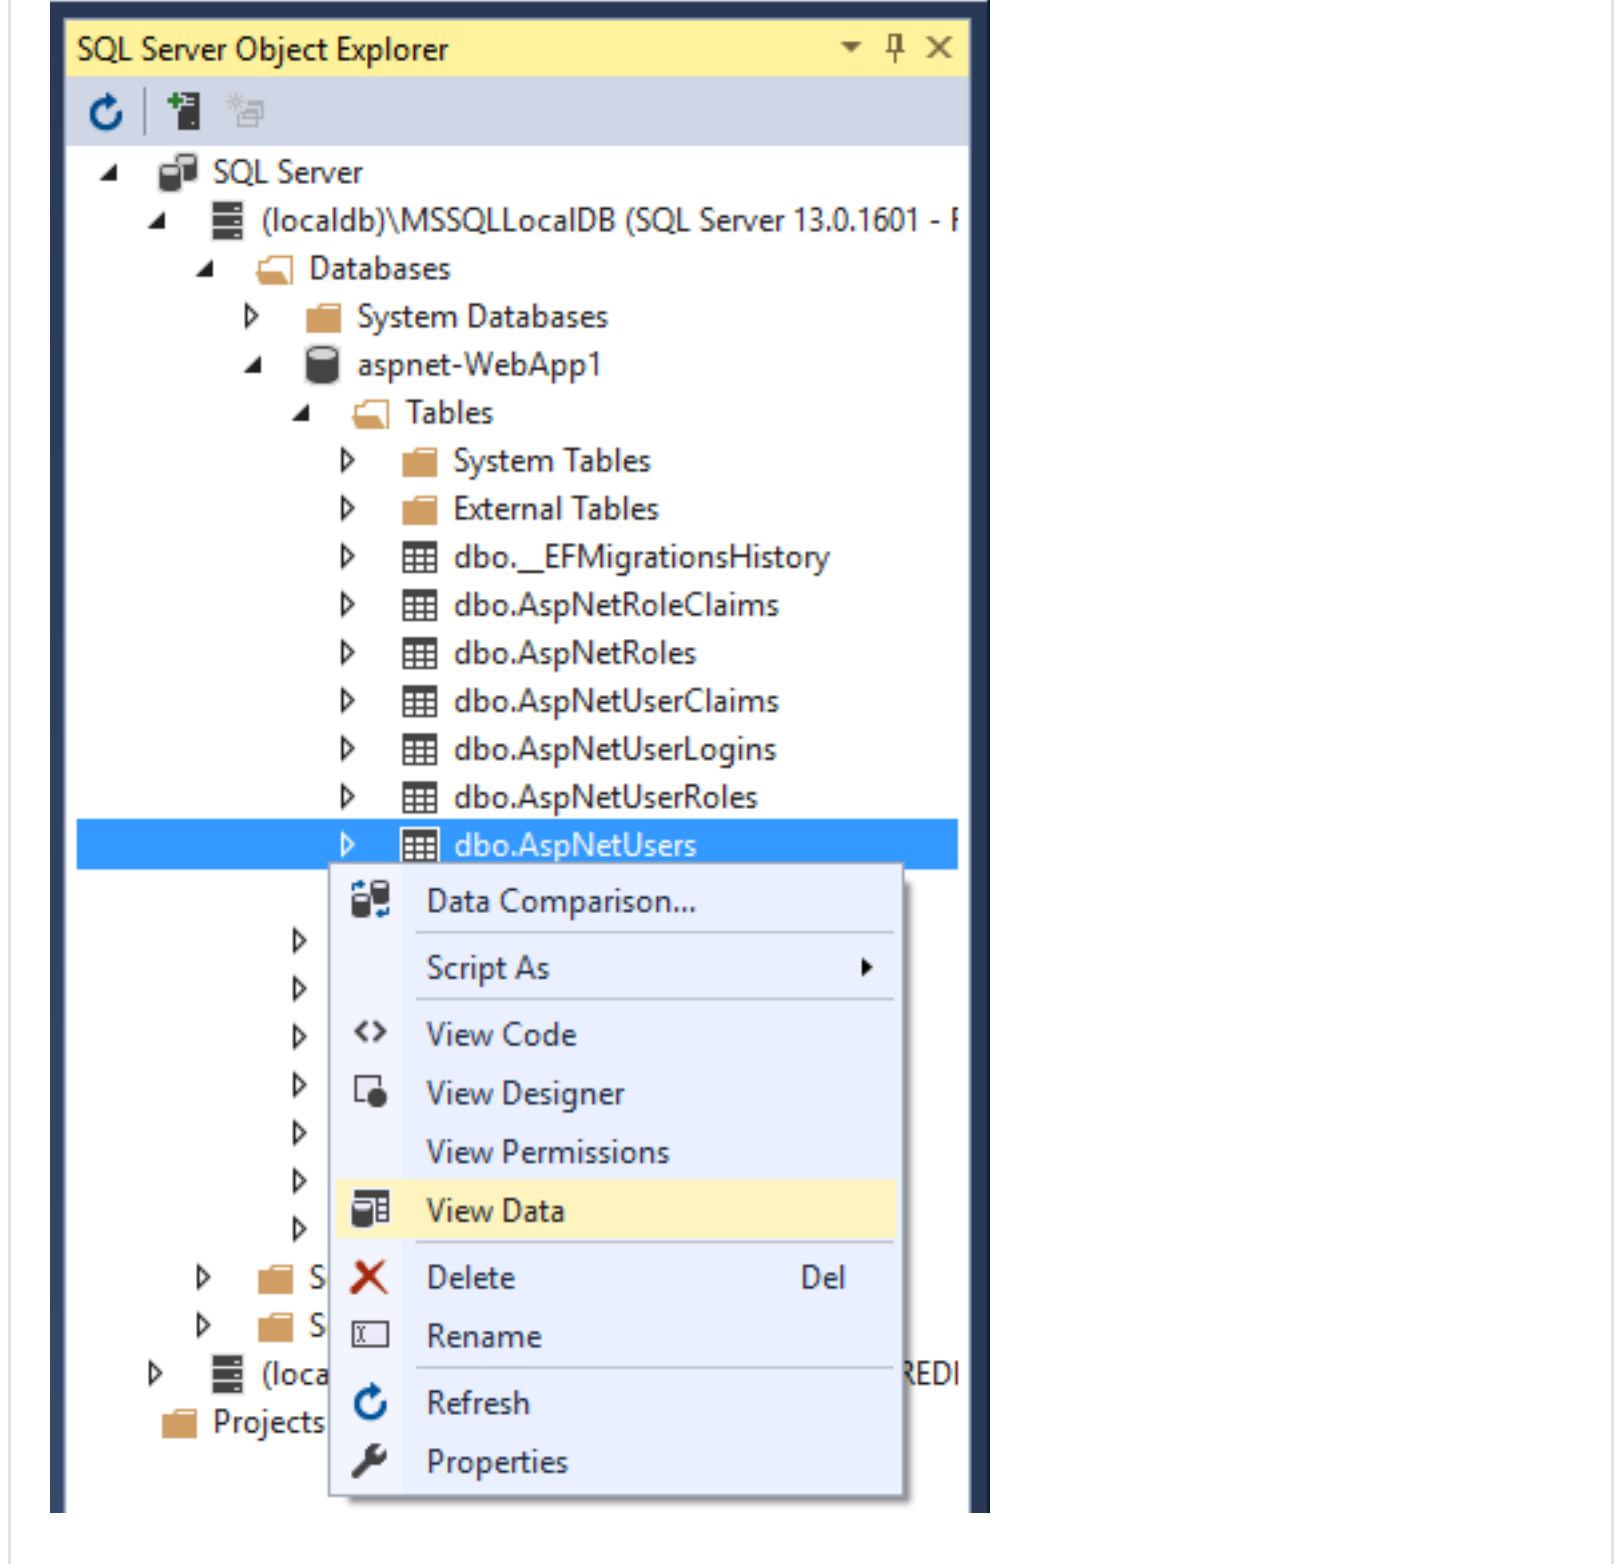 SQL Server Object Explorer
SQL Server
(localdb)\MSSQLLocalDB (SQL Server 13.0.1601 -
Databases
System Databases
aspnet-WebApp1
Tables
System Tables
External Tables
dbo.__EFMigrationsHistory
dbo.AspNetRoleClaims
dbo.AspNetRoles
dbo.AspNetUserClaims
dbo.AspNetUserLogins
dbo.AspNetUserRoles
dbo.AspNetUsers
Data Comparison...
Script As
View Code
View Designer
View Permissions
View Data
Delete Del
Rename
Refresh
Properties
S
S
(loca REDI
Projects